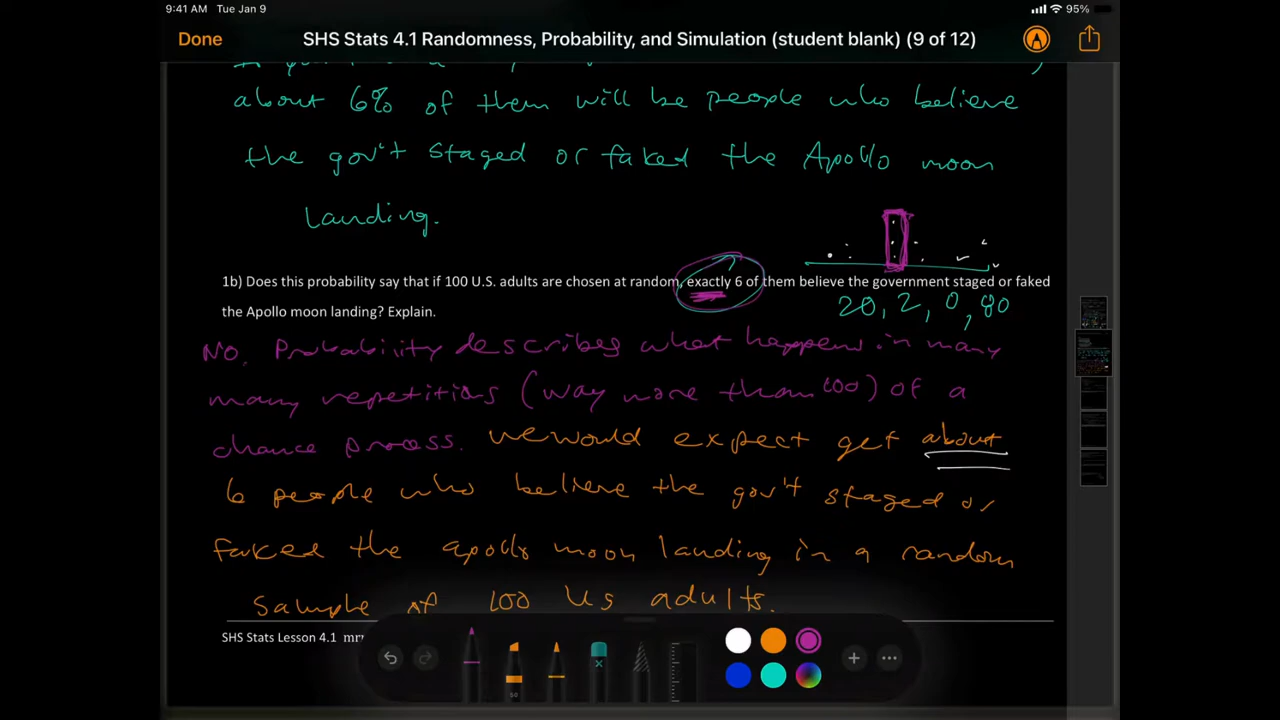 9:41 AM Tue Jan 9
95%
Done
SHS Stats 4.1 Randomness, Probability, and Simulation (student blank) (9 of 12)
about 6% of them will be people who believe
the gov't staged or faked the Apollo moon
landing.
1b) Does this probability say that if 100 U.S. adults are chosen at random, exactly 6 of them believe the government staged or faked
20, 2, 0, 80
the Apollo moon landing? Explain.
No. Probability describes what happens in many
many repetitions (way more than 100) of a
chance process. we would expect get about
6 people who believe the gov't staged or
faked the apollo moon landing in a random
sample of 100 US adults.
SHS Stats Lesson 4.1
50